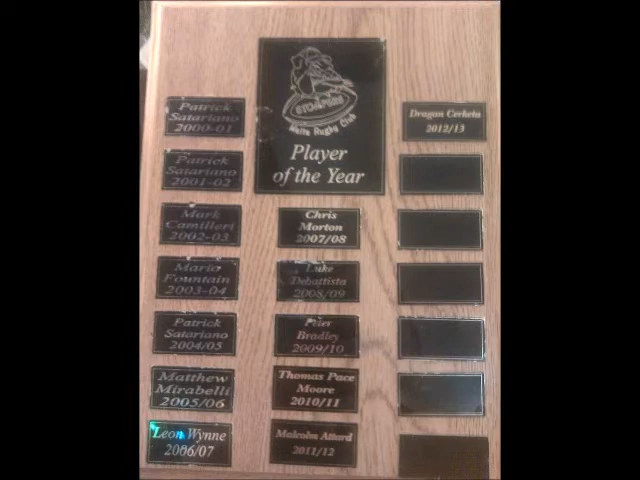 STOMPERS
Malta Rugby Club
Player
of the Year
Patrick
Satariano
2000-01
Patrick
Satariano
2001-02
Mark
Camilleri
2002-03
Mario
Fountain
2003-04
Patrick
Satariano
2004/05
Matthew
Mirabelli
2005/06
Leon Wynne
2006/07
Chris
Morton
2007/08
Luke
Debattista
2008/09
Peter
Bradley
2009/10
Thomas Pace
Moore
2010/11
Malcolm Attard
2011/12
Dragan Cerketa
2012/13